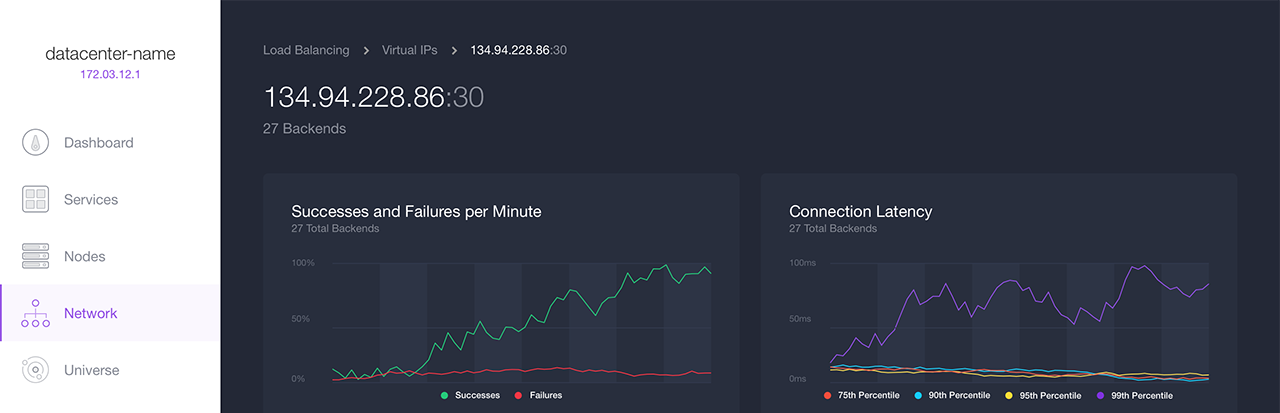 datacenter-name
172.03.12.1
Dashboard
Services
Nodes
Network
Universe
Load Balancing > Virtual IPs > 134.94.228.86:30
134.94.228.86:30
27 Backends
Successes and Failures per Minute
27 Total Backends
100%
50%
0%
Successes Failures
Connection Latency
27 Total Backends
100ms
50ms
0ms
75th Percentile 90th Percentile 95th Percentile 99th Percentile